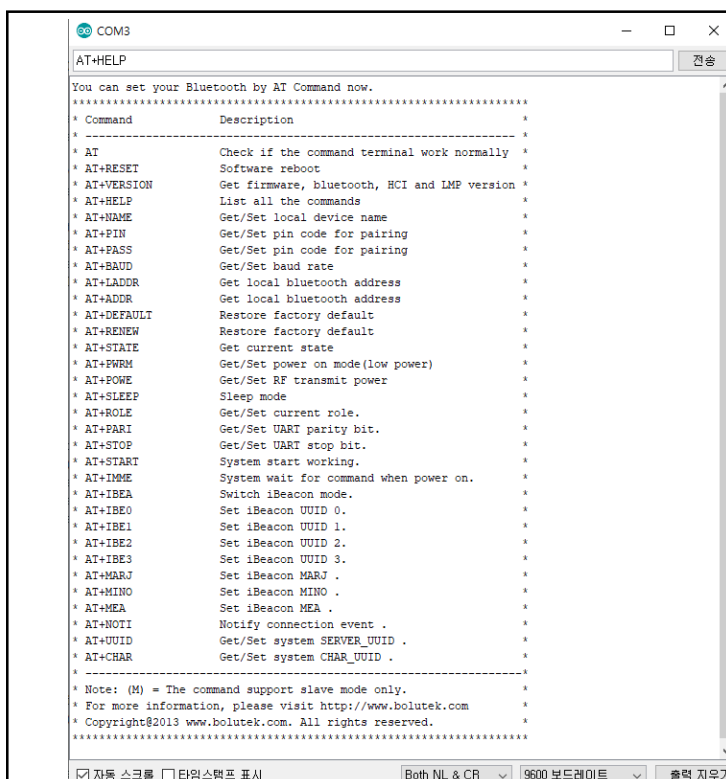 COM3
AT+HELP
전송
You can set your Bluetooth by AT Command now.
********************************************************************
* Command Description *
* ---------------------------------------------------------------- *
* AT Check if the command terminal work normally *
* AT+RESET Software reboot *
* AT+VERSION Get firmware, bluetooth, HCI and LMP version *
* AT+HELP List all the commands *
* AT+NAME Get/Set local device name *
* AT+PIN Get/Set pin code for pairing *
* AT+PASS Get/Set pin code for pairing *
* AT+BAUD Get/Set baud rate *
* AT+LADDR Get local bluetooth address *
* AT+ADDR Get local bluetooth address *
* AT+DEFAULT Restore factory default *
* AT+RENEW Restore factory default *
* AT+STATE Get current state *
* AT+PWRM Get/Set power on mode(low power) *
* AT+POWE Get/Set RF transmit power *
* AT+SLEEP Sleep mode *
* AT+ROLE Get/Set current role. *
* AT+PARI Get/Set UART parity bit. *
* AT+STOP Get/Set UART stop bit. *
* AT+START System start working. *
* AT+IMME System wait for command when power on. *
* AT+IBEA Switch iBeacon mode. *
* AT+IBE0 Set iBeacon UUID 0. *
* AT+IBE1 Set iBeacon UUID 1. *
* AT+IBE2 Set iBeacon UUID 2. *
* AT+IBE3 Set iBeacon UUID 3. *
* AT+MARJ Set iBeacon MARJ . *
* AT+MINO Set iBeacon MINO . *
* AT+MEA Set iBeacon MEA . *
* AT+NOTI Notify connection event . *
* AT+UUID Get/Set system SERVER_UUID . *
* AT+CHAR Get/Set system CHAR_UUID . *
* -----------------------------------------------------------------*
* Note: (M) = The command support slave mode only. *
* For more information, please visit http://www.bolutek.com *
* Copyright@2013 www.bolutek.com. All rights reserved. *
********************************************************************
자동 스크롤 타임스탬프 표시 Both NL & CR 9600 보드레이트 출력 지우기